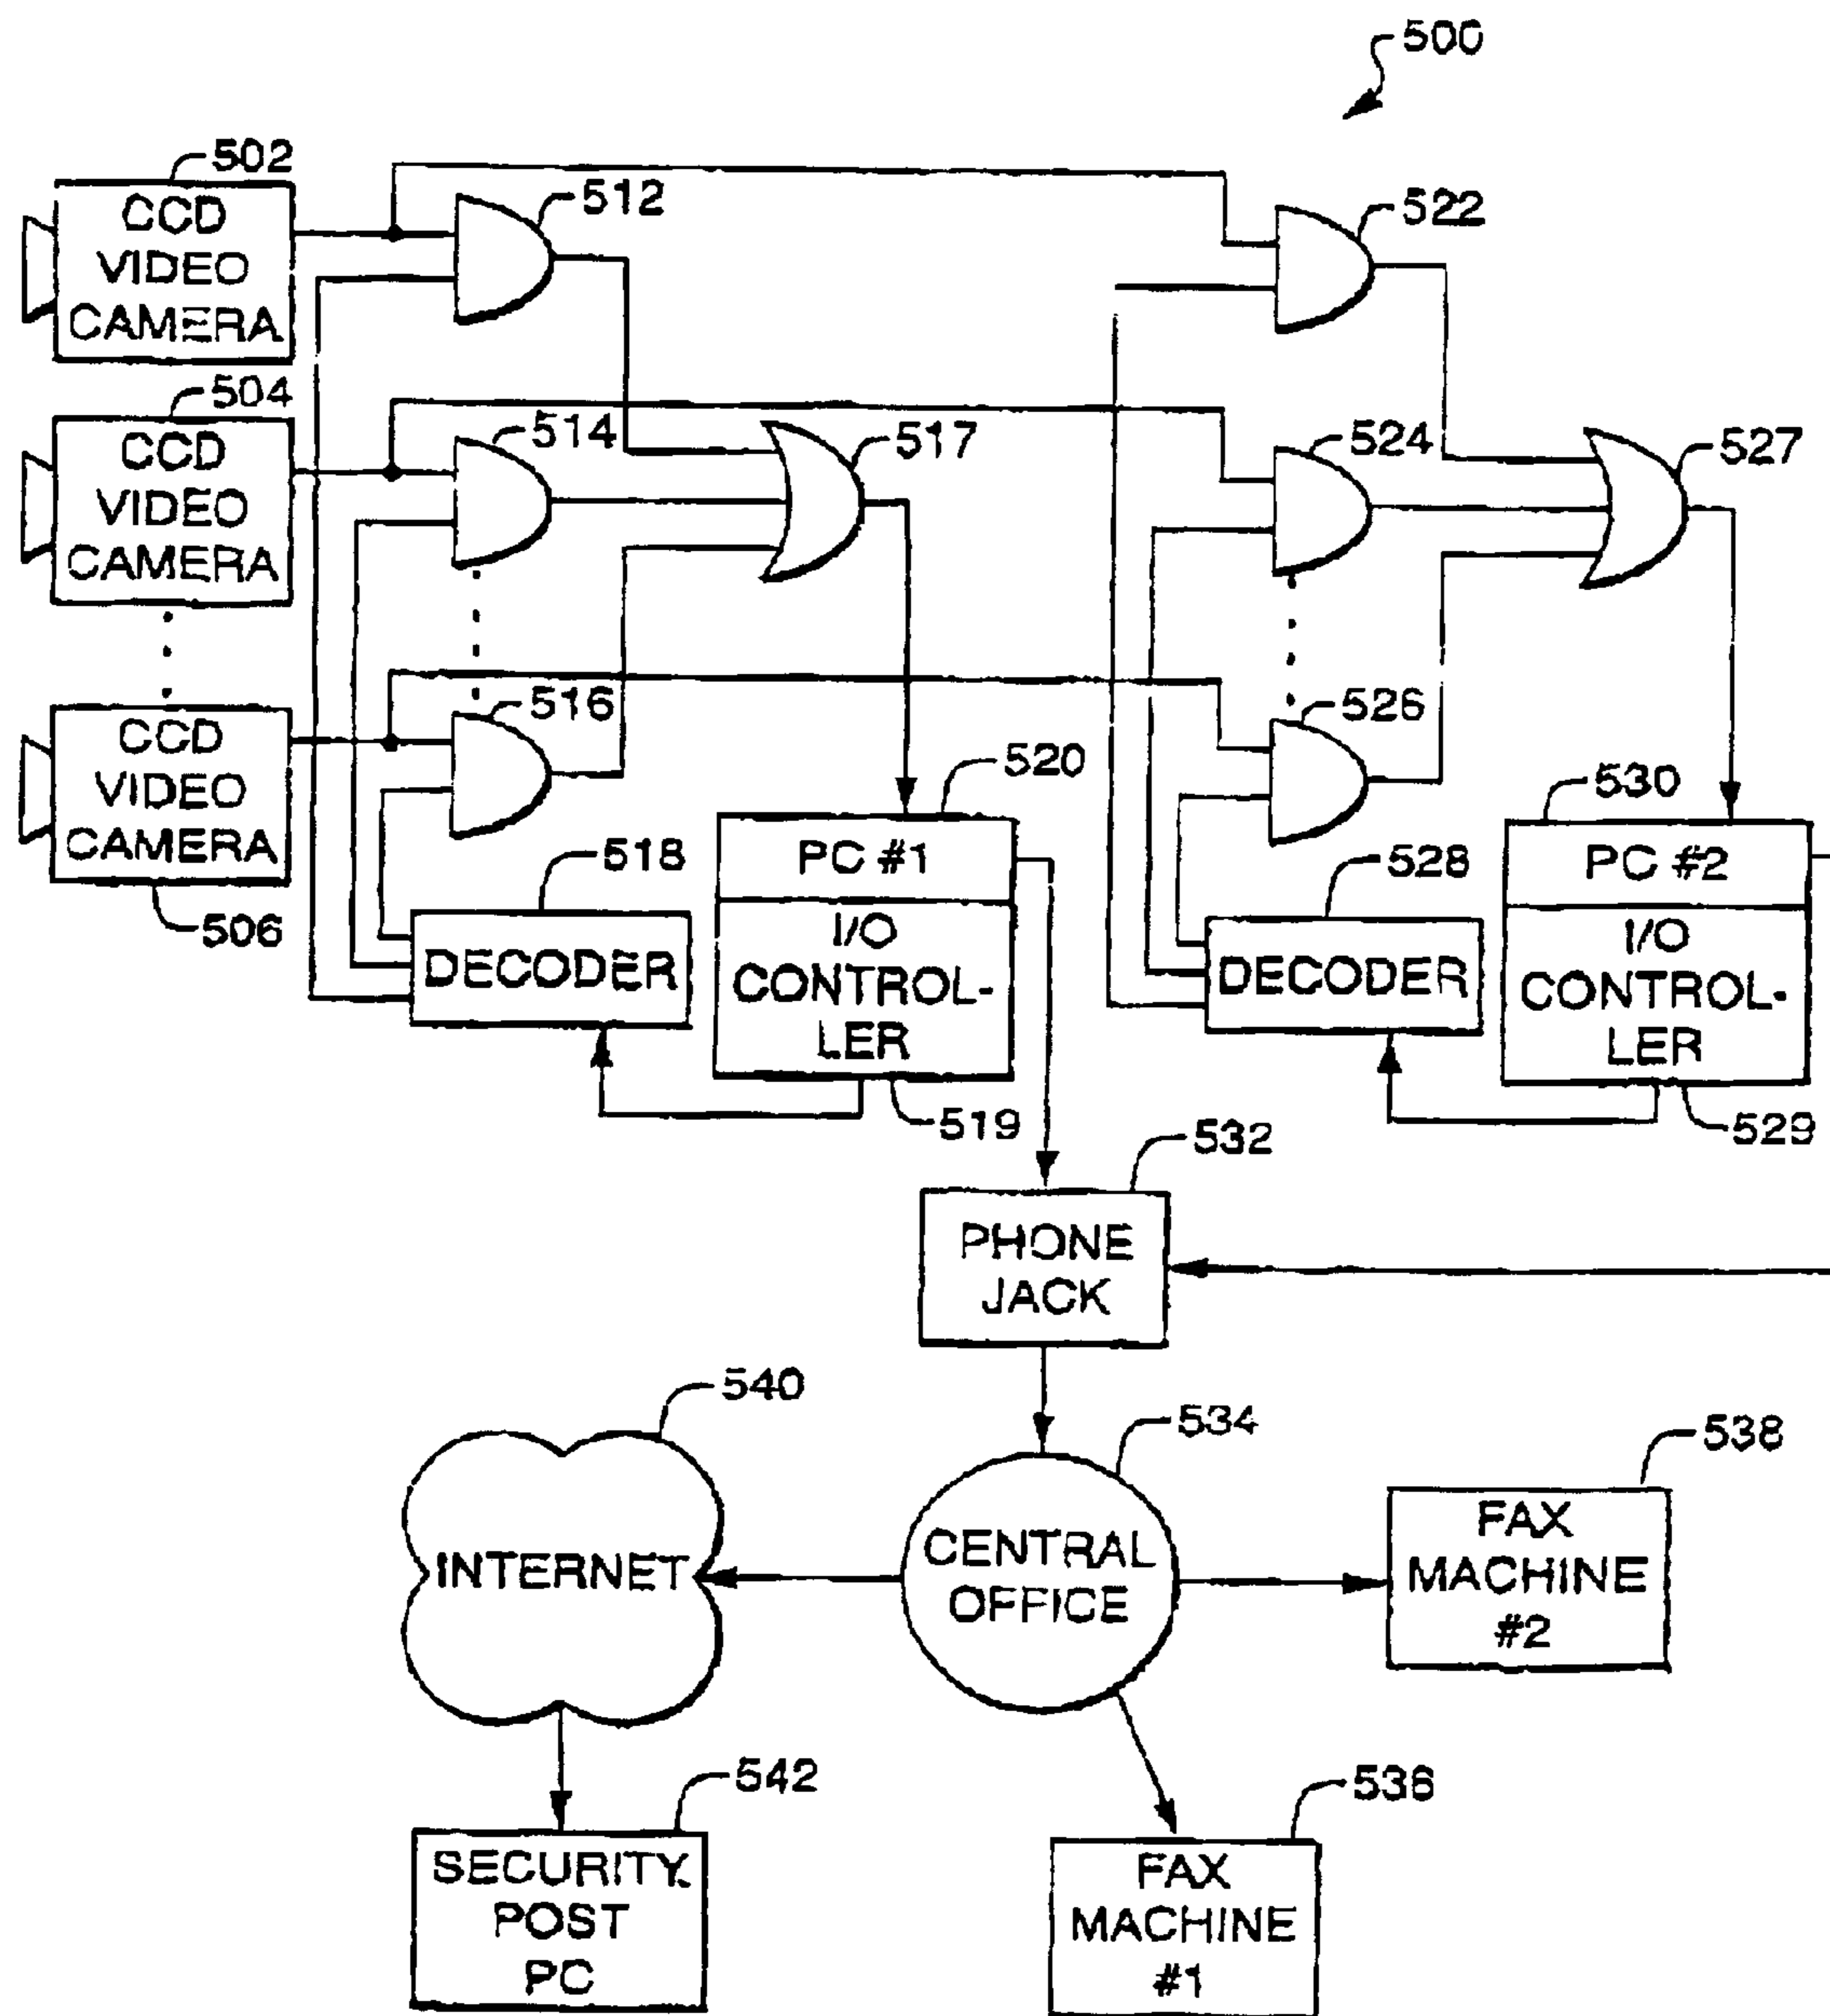 500
502
CCD
VIDEO
CAMERA
512
522
504
CCD
VIDEO
CAMERA
514
517
524
527
CCD
VIDEO
CAMERA
506
516
520
526
530
518
PC #1
528
PC #2
DECODER
I/O
CONTROL-
LER
DECODER
I/O
CONTROL-
LER
519
529
532
PHONE
JACK
540
534
538
INTERNET
CENTRAL
OFFICE
FAX
MACHINE
#2
542
536
SECURITY
POST
PC
FAX
MACHINE
#1